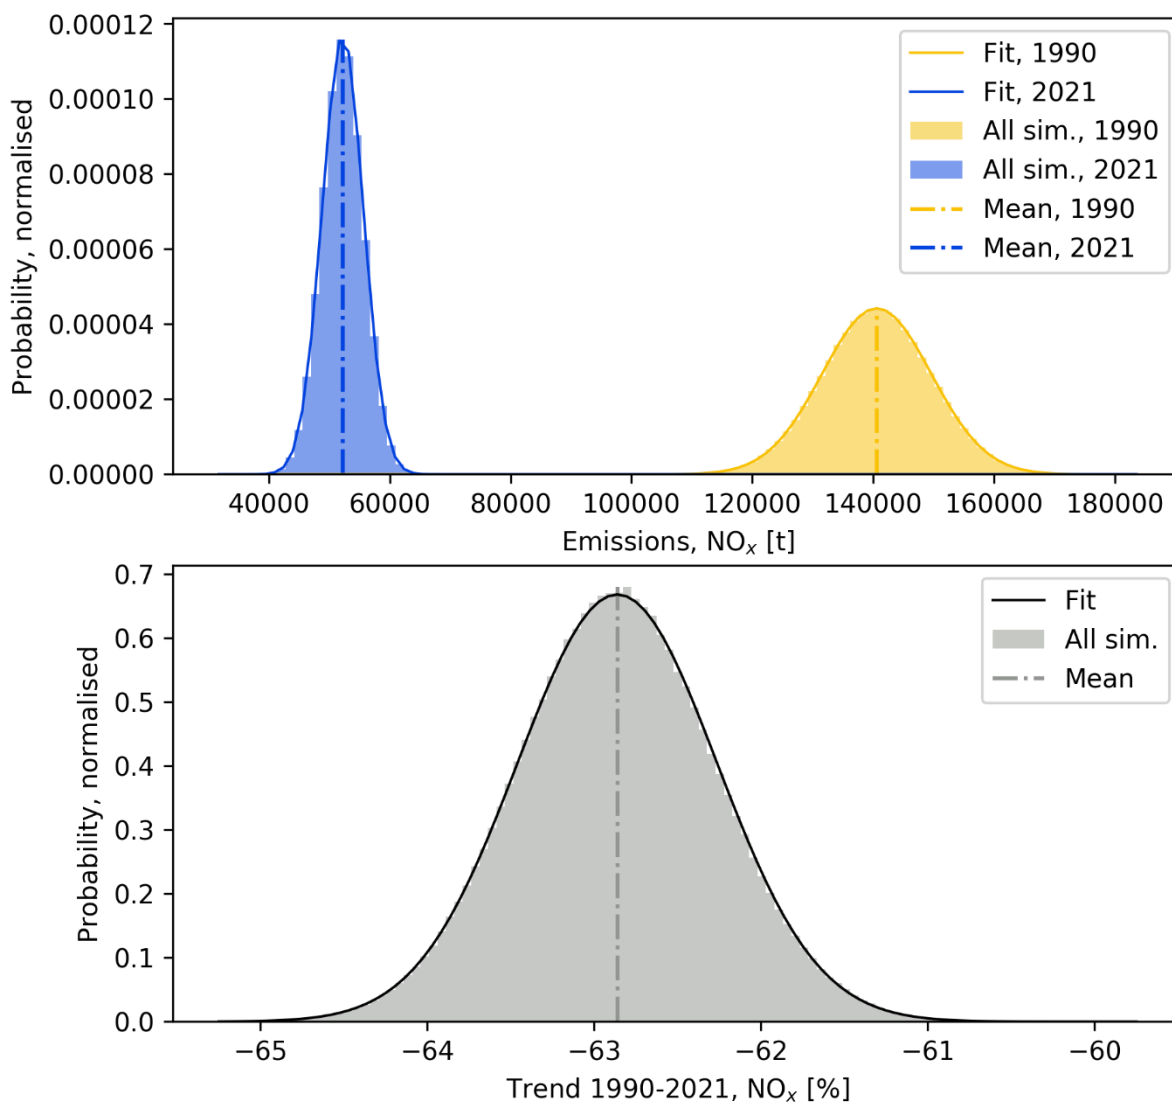 0.00012
0.00010
0.00008
0.00006
0.00004
0.00002
0.00000
Probability, normalised
Fit, 1990
Fit, 2021
All sim., 1990
All sim., 2021
Mean, 1990
Mean, 2021
40000 60000 80000 100000 120000 140000 160000 180000
Emissions, NOₓ [t]
0.7
0.6
0.5
0.4
0.3
0.2
0.1
0.0
Probability, normalised
Fit
All sim.
Mean
−65 −64 −63 −62 −61 −60
Trend 1990-2021, NOₓ [%]